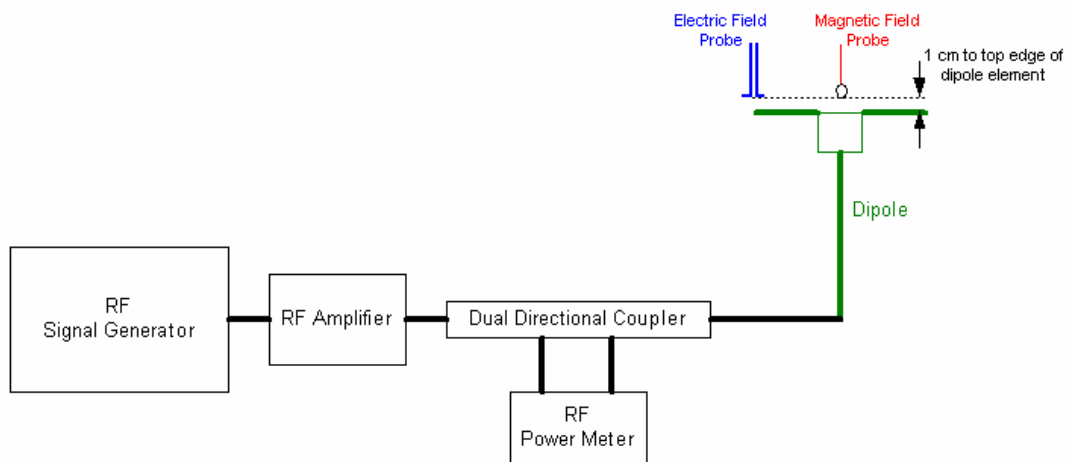 Electric Field
Probe
Magnetic Field
Probe
1 cm to top edge of
dipole element
Dipole
RF
Signal Generator
RF Amplifier
Dual Directional Coupler
RF
Power Meter